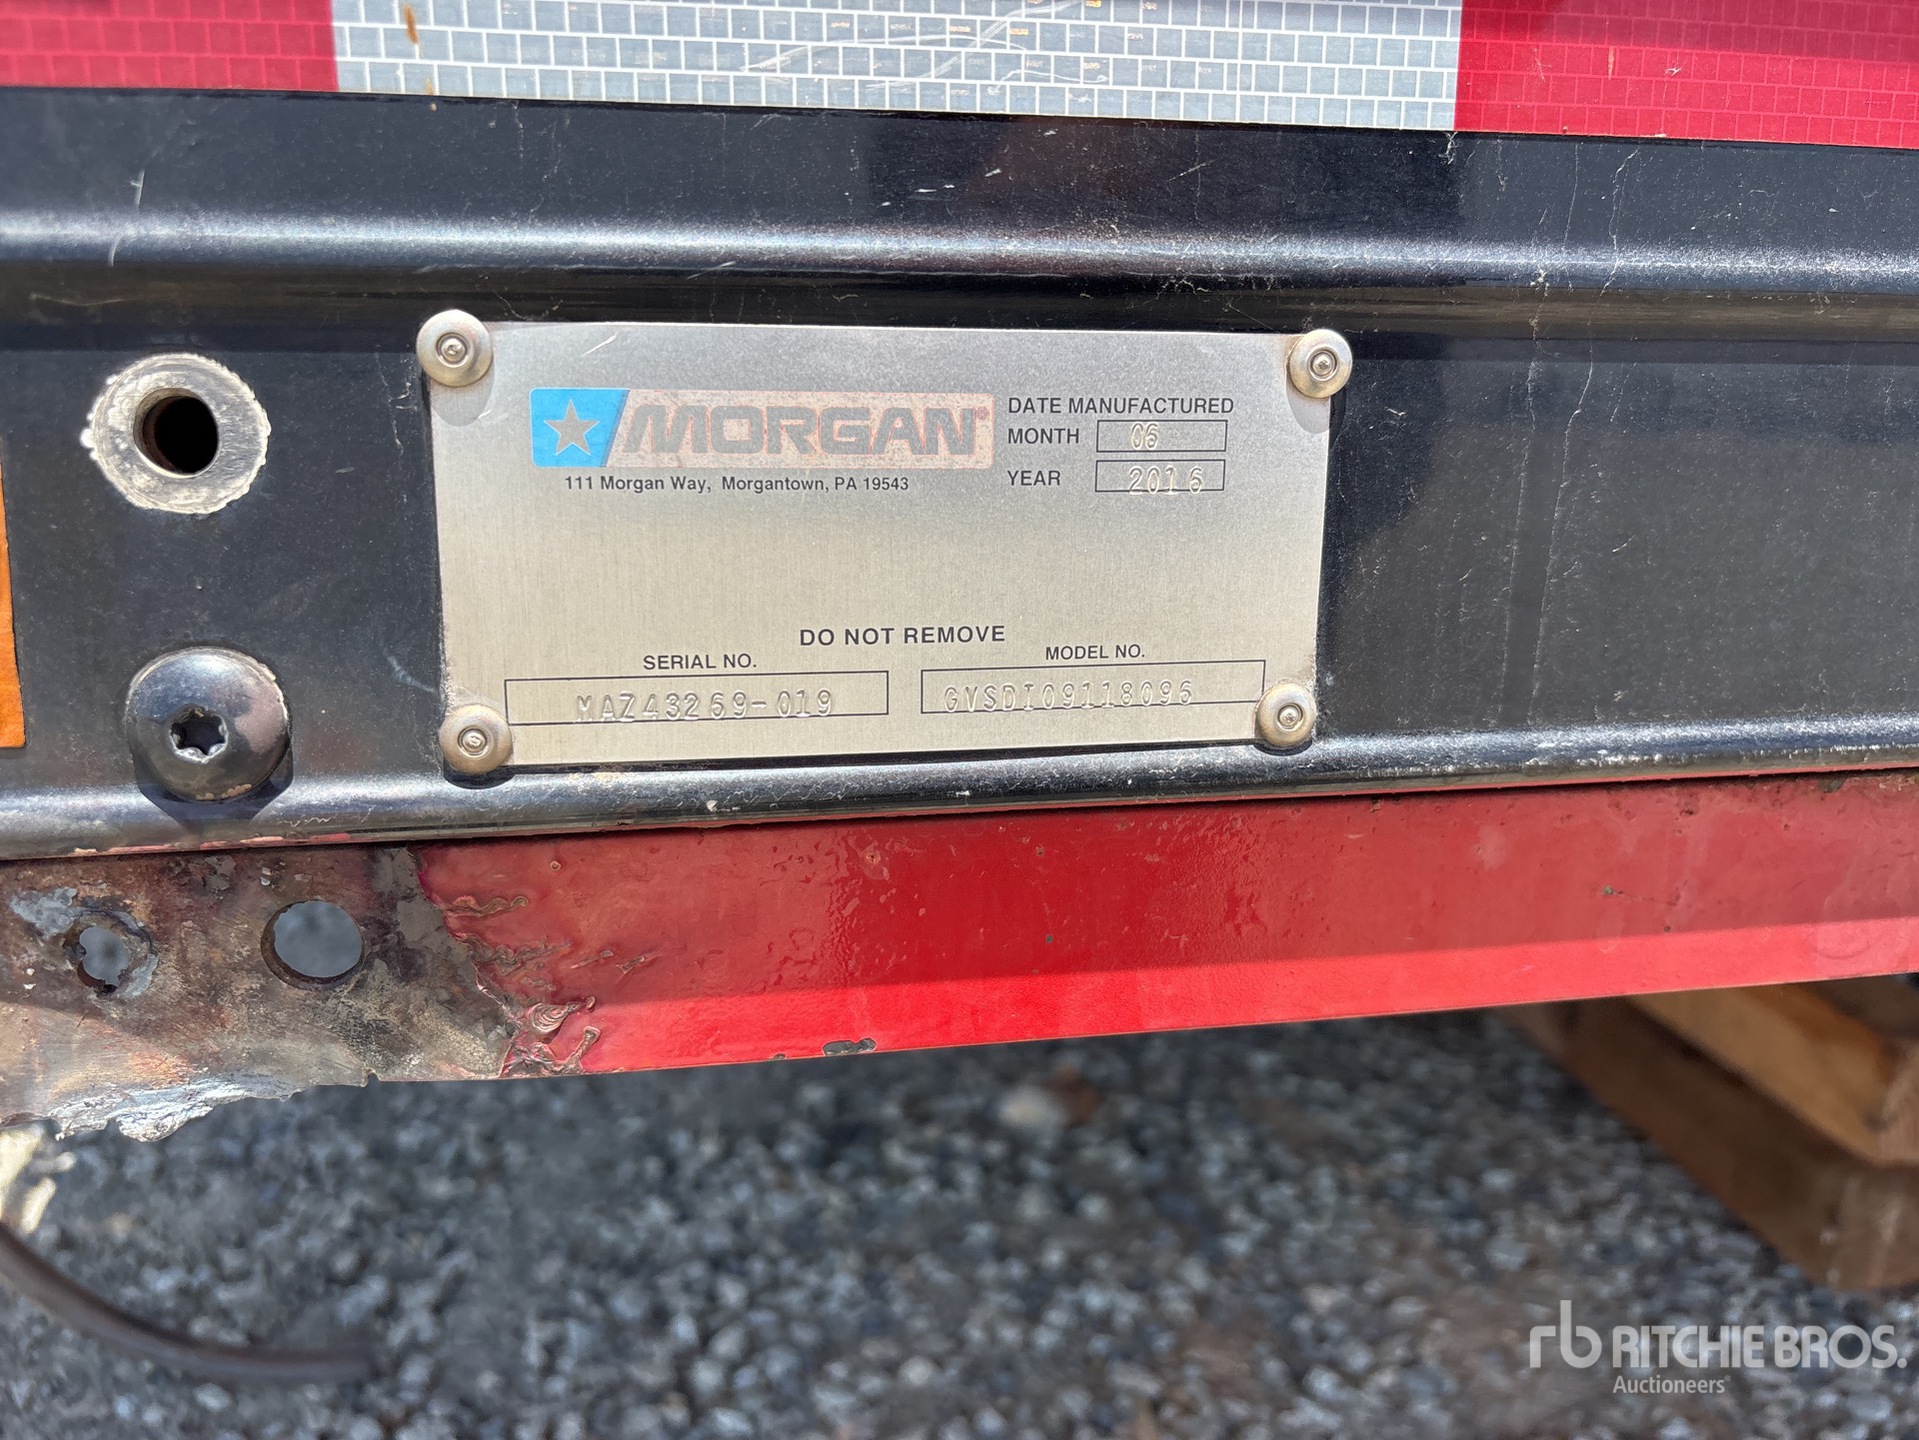 MORGAN®
111 Morgan Way, Morgantown, PA 19543
DATE MANUFACTURED
MONTH 06
YEAR 2016
DO NOT REMOVE
SERIAL NO.
MAZ43269-019
MODEL NO.
GVSDI09118096
rb RITCHIE BROS.
Auctioneers